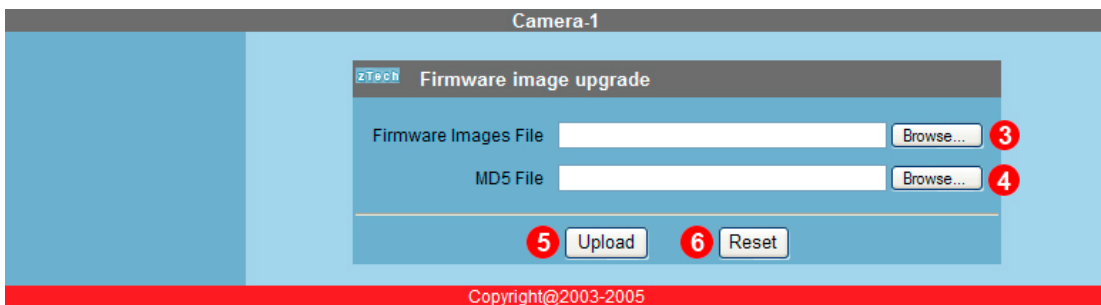 Camera-1
zTech Firmware image upgrade
Firmware Images File Browse... 3
MD5 File Browse... 4
5 Upload 6 Reset
Copyright@2003-2005